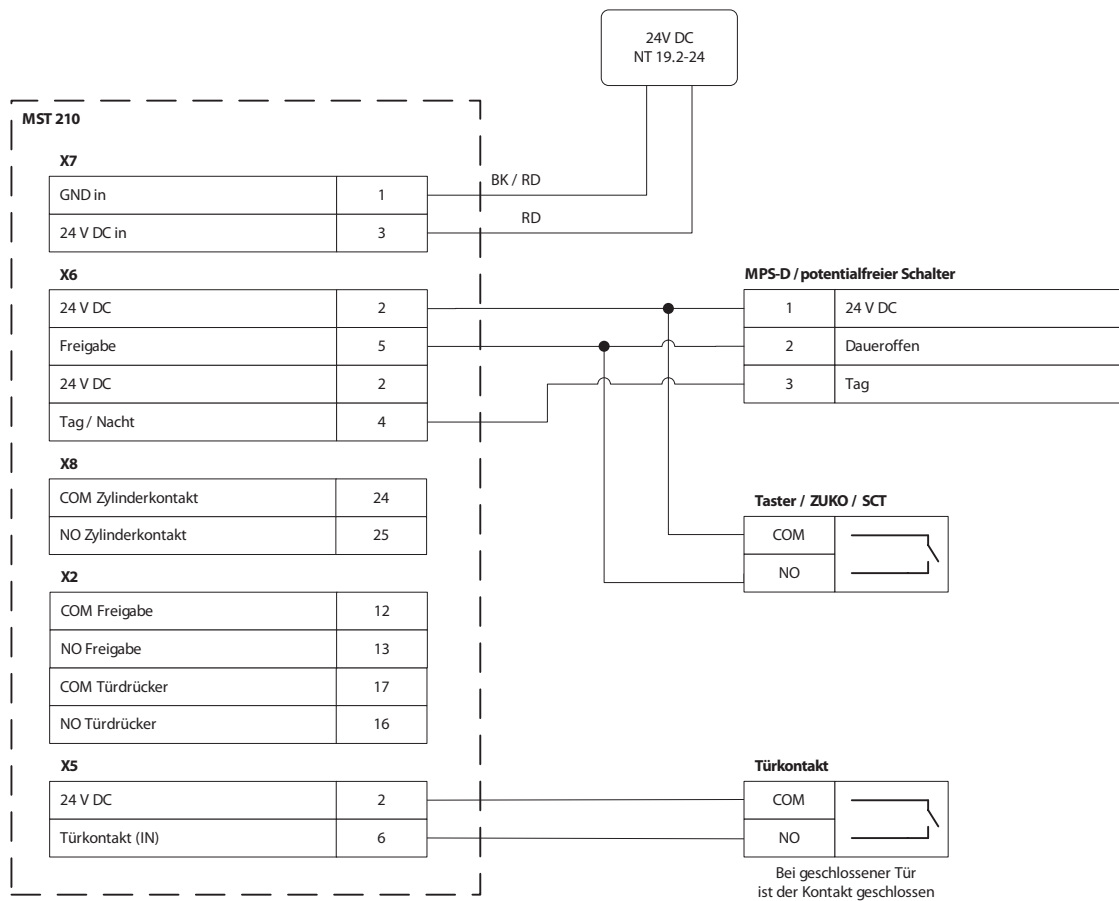 24V DC
NT 19.2-24
MST 210
X7
GND in 1
BK / RD
24 V DC in 3
RD
X6
24 V DC 2
Freigabe 5
24 V DC 2
Tag / Nacht 4
MPS-D / potentialfreier Schalter
1 24 V DC
2 Daueroffen
3 Tag
X8
COM Zylinderkontakt 24
NO Zylinderkontakt 25
Taster / ZUKO / SCT
COM
NO
X2
COM Freigabe 12
NO Freigabe 13
COM Türdrücker 17
NO Türdrücker 16
X5
24 V DC 2
Türkontakt (IN) 6
Türkontakt
COM
NO
Bei geschlossener Tür
ist der Kontakt geschlossen